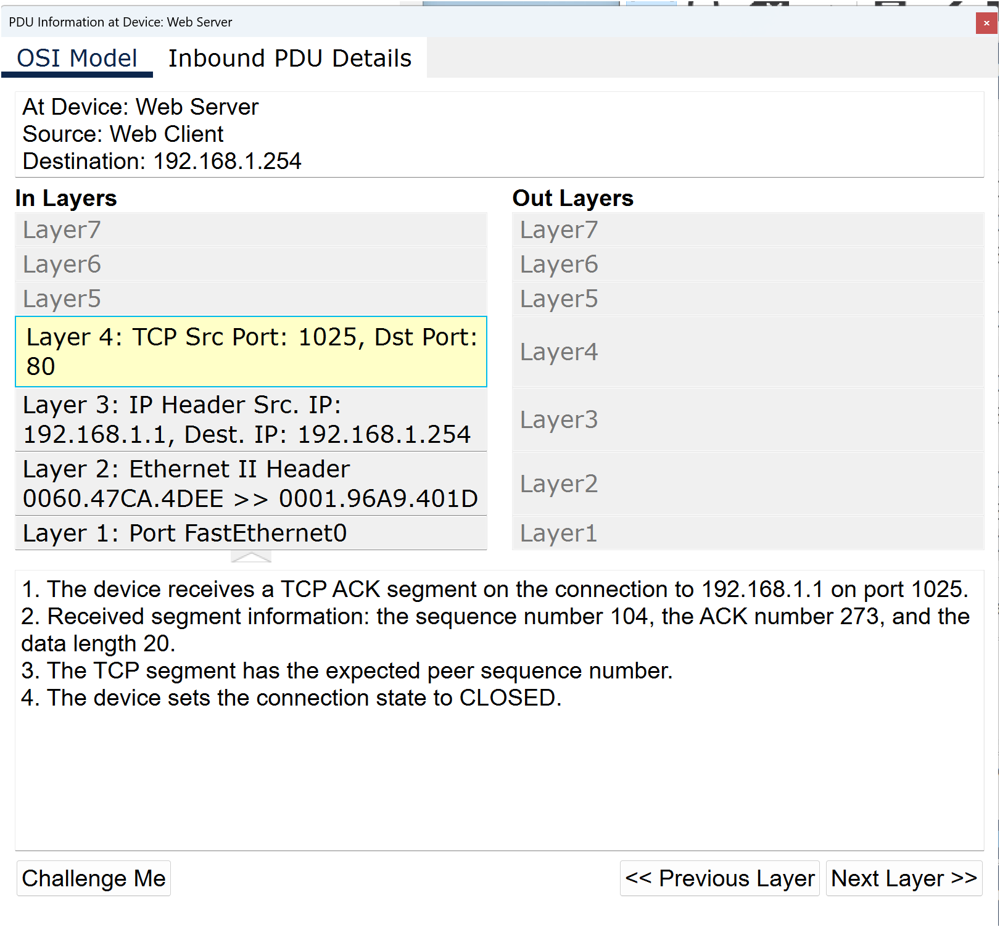 PDU Information at Device: Web Server
OSI Model Inbound PDU Details
At Device: Web Server
Source: Web Client
Destination: 192.168.1.254
In Layers
Layer7
Layer6
Layer5
Layer 4: TCP Src Port: 1025, Dst Port:
80
Layer 3: IP Header Src. IP:
192.168.1.1, Dest. IP: 192.168.1.254
Layer 2: Ethernet II Header
0060.47CA.4DEE >> 0001.96A9.401D
Layer 1: Port FastEthernet0
Out Layers
Layer7
Layer6
Layer5
Layer4
Layer3
Layer2
Layer1
1. The device receives a TCP ACK segment on the connection to 192.168.1.1 on port 1025.
2. Received segment information: the sequence number 104, the ACK number 273, and the
data length 20.
3. The TCP segment has the expected peer sequence number.
4. The device sets the connection state to CLOSED.
Challenge Me
<< Previous Layer
Next Layer >>